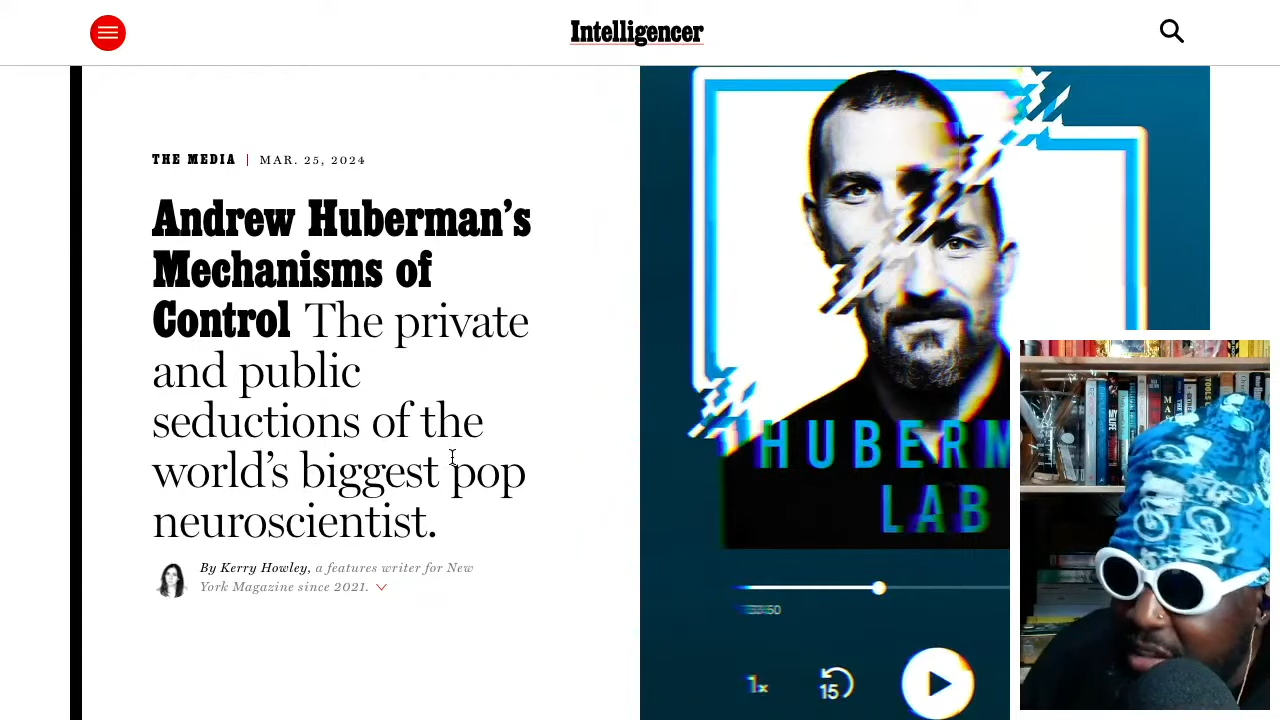 Intelligencer
THE MEDIA | MAR. 25, 2024
Andrew Huberman’s
Mechanisms of
Control The private
and public
seductions of the
world’s biggest pop
neuroscientist.
By Kerry Howley, a features writer for New
York Magazine since 2021.
HUBERM
LAB
1x
15